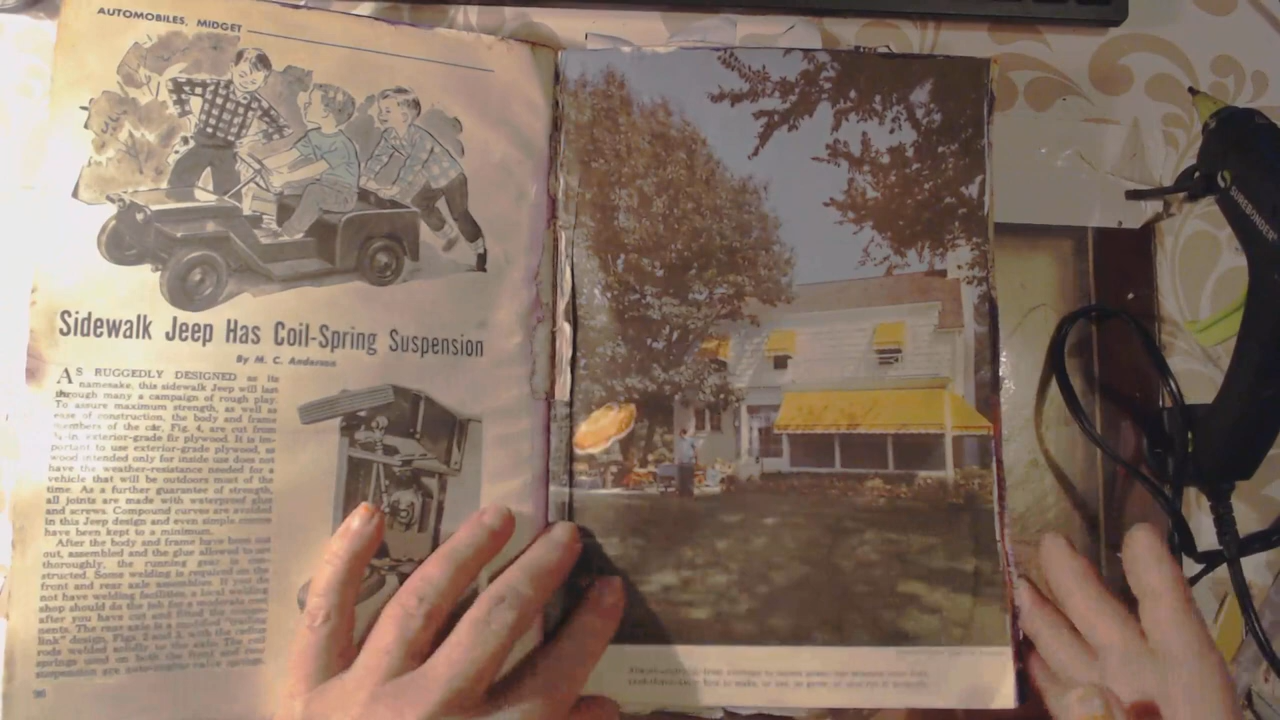 AUTOMOBILES, MIDGET
Sidewalk Jeep Has Coil-Spring Suspension
By M. C. Anderson
AS RUGGEDLY DESIGNED as its
namesake, this sidewalk Jeep will last
through many a campaign of rough play.
To assure maximum strength, as well as
ease of construction, the body and frame
members of the car, Fig. 4, are cut from
exterior-grade fir plywood. It is im-
portant to use exterior-grade plywood, as
wood intended only for inside use does not
have the weather-resistance needed for a
vehicle that will be outdoors most of the
time. As a further guarantee of strength,
all joints are made with waterproof glue
and screws. Compound curves are avoided
in this Jeep design and even simple curves
have been kept to a minimum.
After the body and frame have been cut
out, assembled and the glue allowed to set
thoroughly, the running gear is con-
structed. Some welding is required on the
front and rear axle assemblies. If you do
not have welding facilities, a local welding
shop should do the job for a moderate cost
after you have cut and fitted the compo-
nents. The rear axle is a modified "trailing
link" design, Figs. 2 and 3, with the radius
rods welded solidly to the axle. The coil
springs used on both the front and rear
suspension are automotive valve springs.
96
SUREBONDER